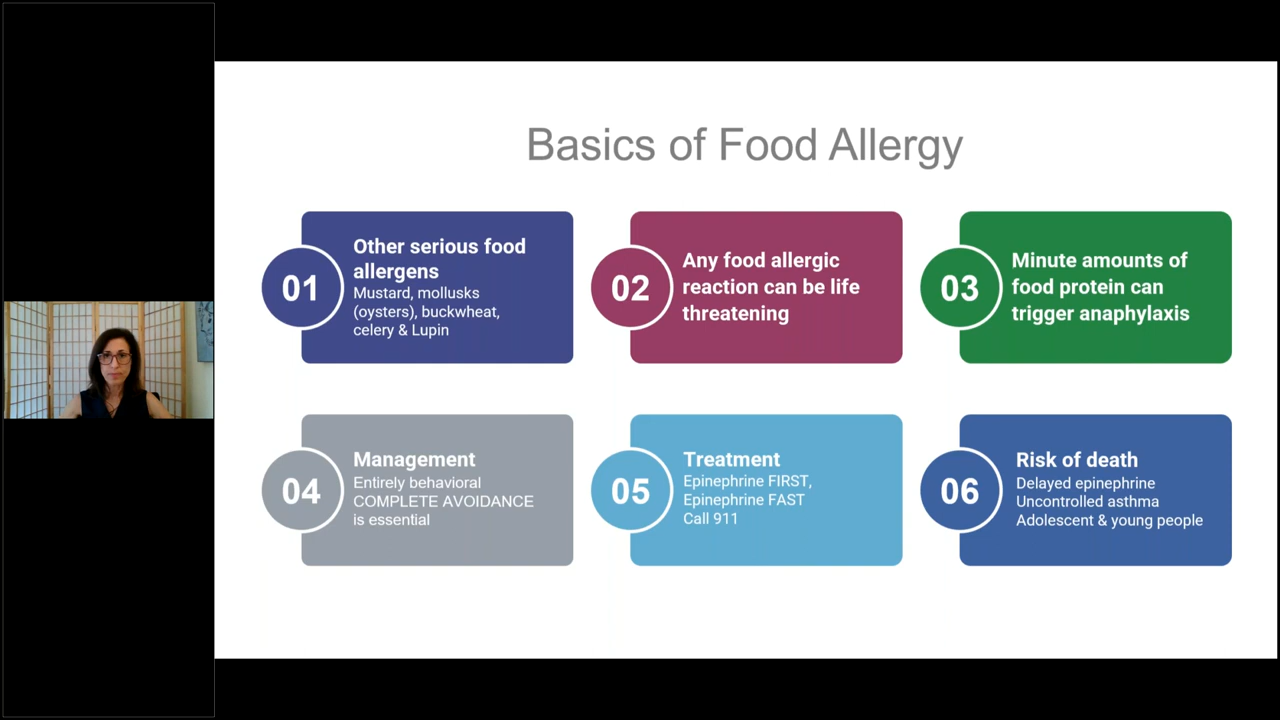 Basics of Food Allergy
01
Other serious food
allergens
Mustard, mollusks
(oysters), buckwheat,
celery & Lupin
02
Any food allergic
reaction can be life
threatening
03
Minute amounts of
food protein can
trigger anaphylaxis
04
Management
Entirely behavioral
COMPLETE AVOIDANCE
is essential
05
Treatment
Epinephrine FIRST,
Epinephrine FAST
Call 911
06
Risk of death
Delayed epinephrine
Uncontrolled asthma
Adolescent & young people